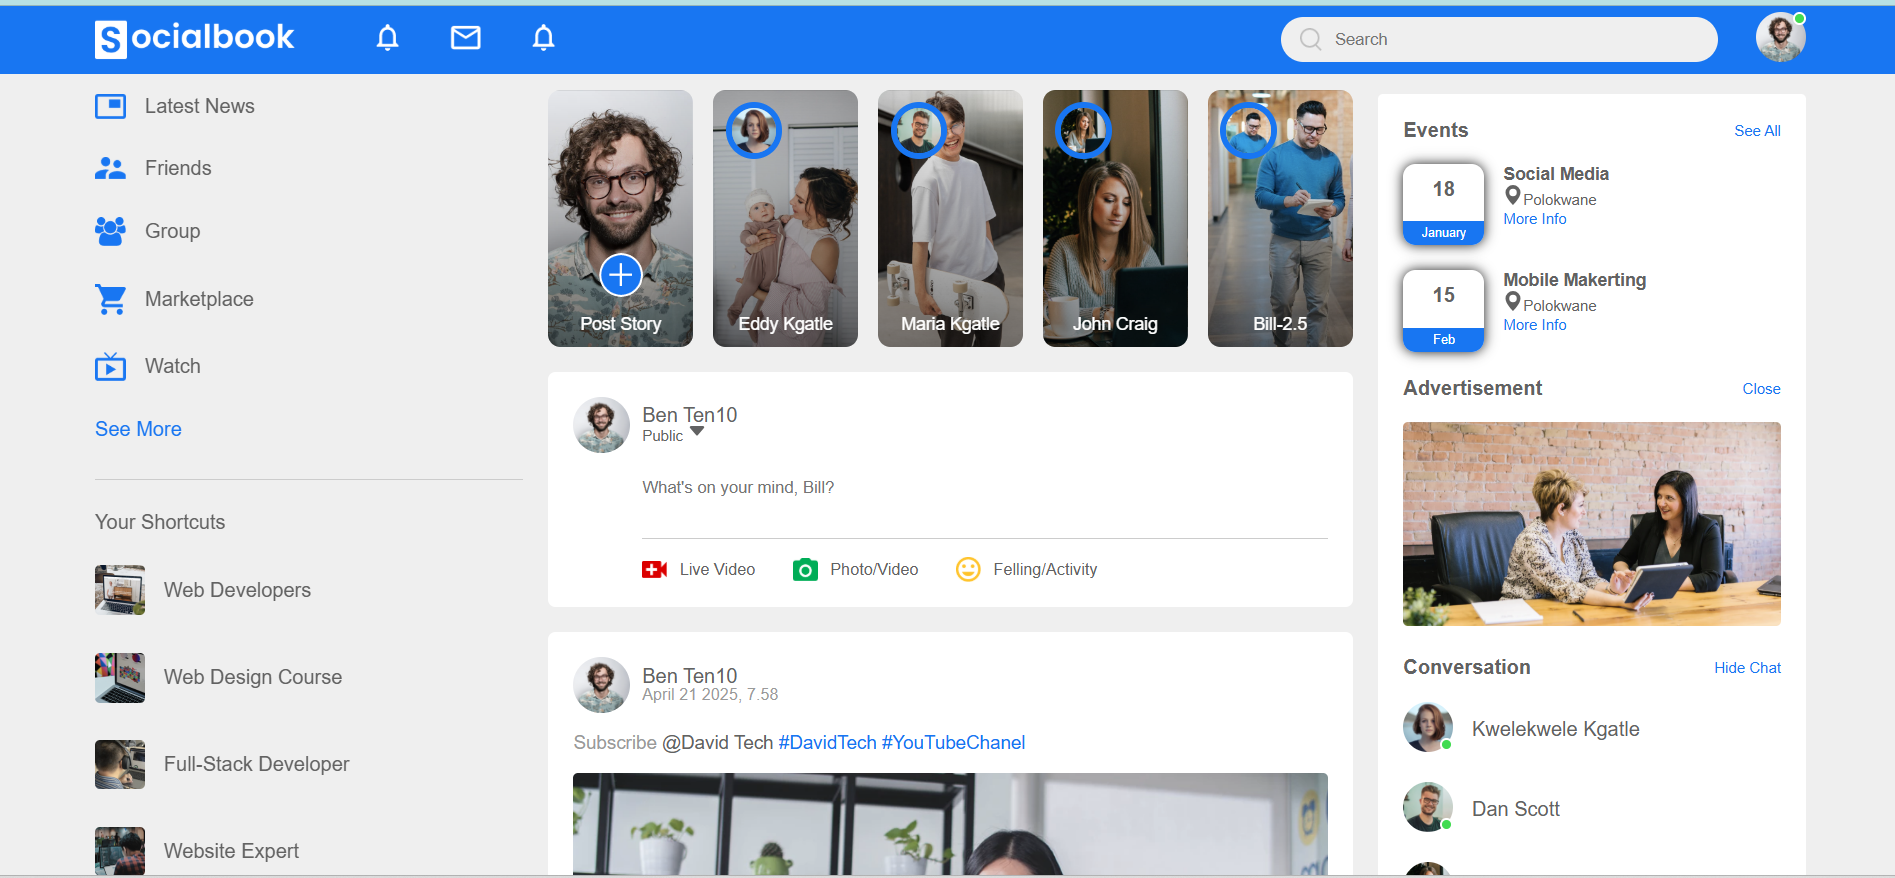 Socialbook
Search
Latest News
Friends
Group
Marketplace
Watch
See More
Your Shortcuts
Web Developers
Web Design Course
Full-Stack Developer
Website Expert
Post Story
Eddy Kgatle
Maria Kgatle
John Craig
Bill-2.5
Ben Ten10
Public
What's on your mind, Bill?
Live Video
Photo/Video
Felling/Activity
Ben Ten10
April 21 2025, 7.58
Subscribe @David Tech #DavidTech #YouTubeChanel
Events
See All
18
January
Social Media
Polokwane
More Info
15
Feb
Mobile Makerting
Polokwane
More Info
Advertisement
Close
Conversation
Hide Chat
Kwelekwele Kgatle
Dan Scott